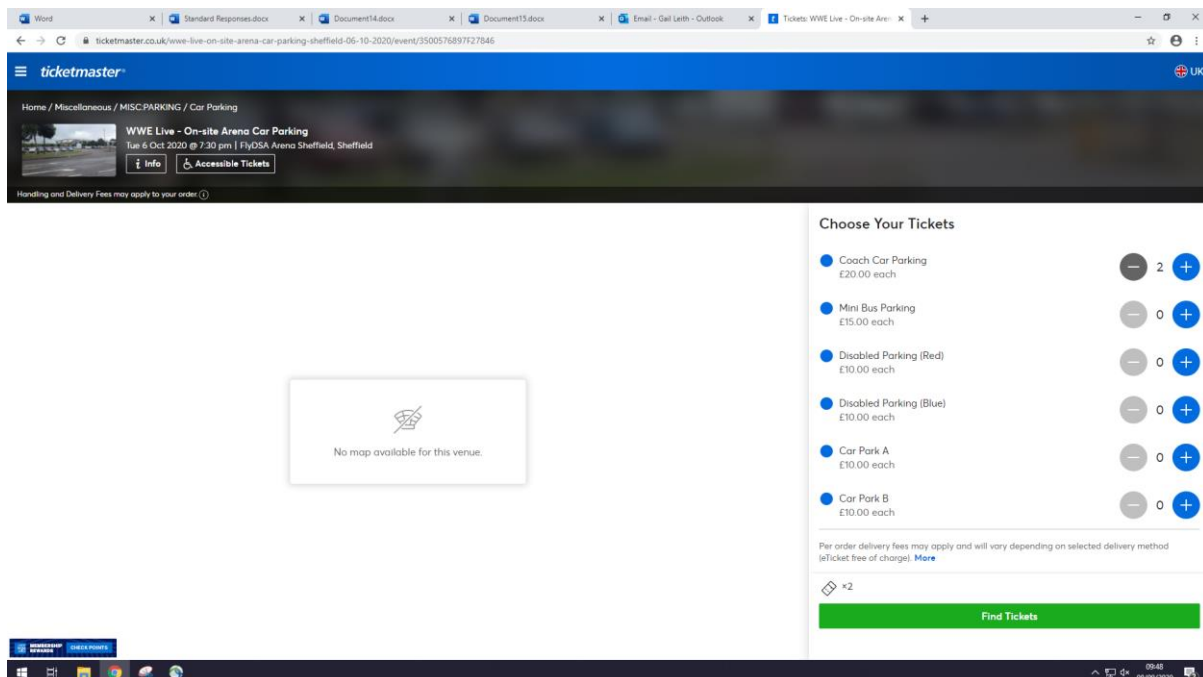 Word
Standard Responses.docx
Document14.docx
Document15.docx
Email - Gail Leith - Outlook
Tickets: WWE Live - On-site Are
ticketmaster.co.uk/wwe-live-on-site-arena-car-parking-sheffield-06-10-2020/event/3500576897F27846
ticketmaster
UK
Home / Miscellaneous / MISC:PARKING / Car Parking
WWE Live - On-site Arena Car Parking
Tue 6 Oct 2020 @ 7:30 pm | FlyDSA Arena Sheffield, Sheffield
i Info
Accessible Tickets
Handling and Delivery Fees may apply to your order. i
No map available for this venue.
Choose Your Tickets
Coach Car Parking
£20.00 each
− 2 +
Mini Bus Parking
£15.00 each
− 0 +
Disabled Parking (Red)
£10.00 each
− 0 +
Disabled Parking (Blue)
£10.00 each
− 0 +
Car Park A
£10.00 each
− 0 +
Car Park B
£10.00 each
− 0 +
Per order delivery fees may apply and will vary depending on selected delivery method
(eTicket free of charge). More
×2
Find Tickets
MEMBERSHIP
REWARDS
CHECK POINTS
09:48